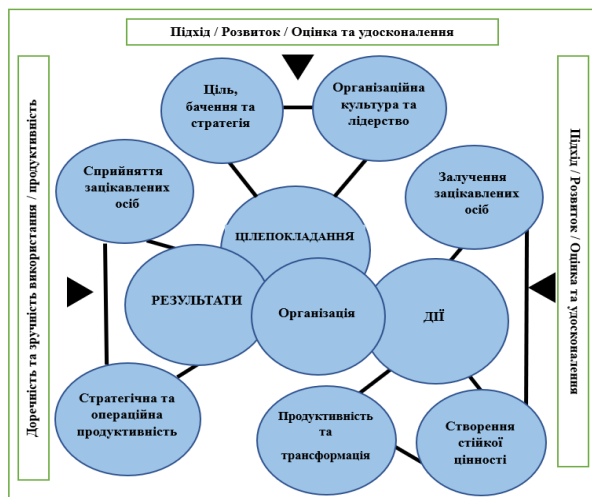 Підхід / Розвиток / Оцінка та удосконалення
Ціль,
бачення та
стратегія
Організаційна
культура та
лідерство
Сприйняття
зацікавлених
осіб
Залучення
зацікавлених
осіб
ЦІЛЕПОКЛАДАННЯ
РЕЗУЛЬТАТИ
Організація
ДІЇ
Стратегічна та
операційна
продуктивність
Продуктивність
та
трансформація
Створення
стійкої
цінності
Доречність та зручність використання / продуктивність
Підхід / Розвиток / Оцінка та удосконалення